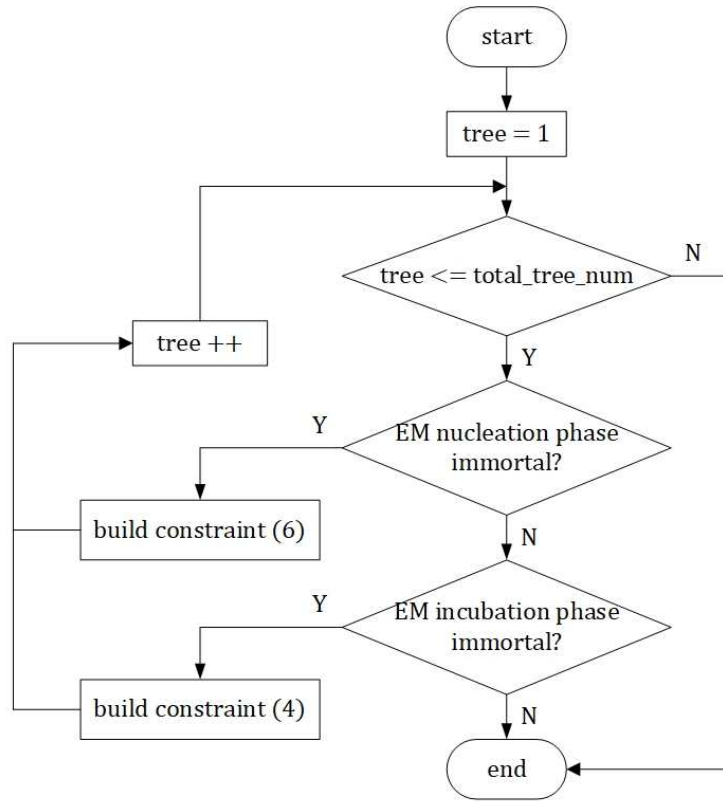 start
tree = 1
N
tree <= total_tree_num
tree ++
Y
Y
EM nucleation phase
immortal?
build constraint (6)
N
Y
EM incubation phase
immortal?
build constraint (4)
N
end